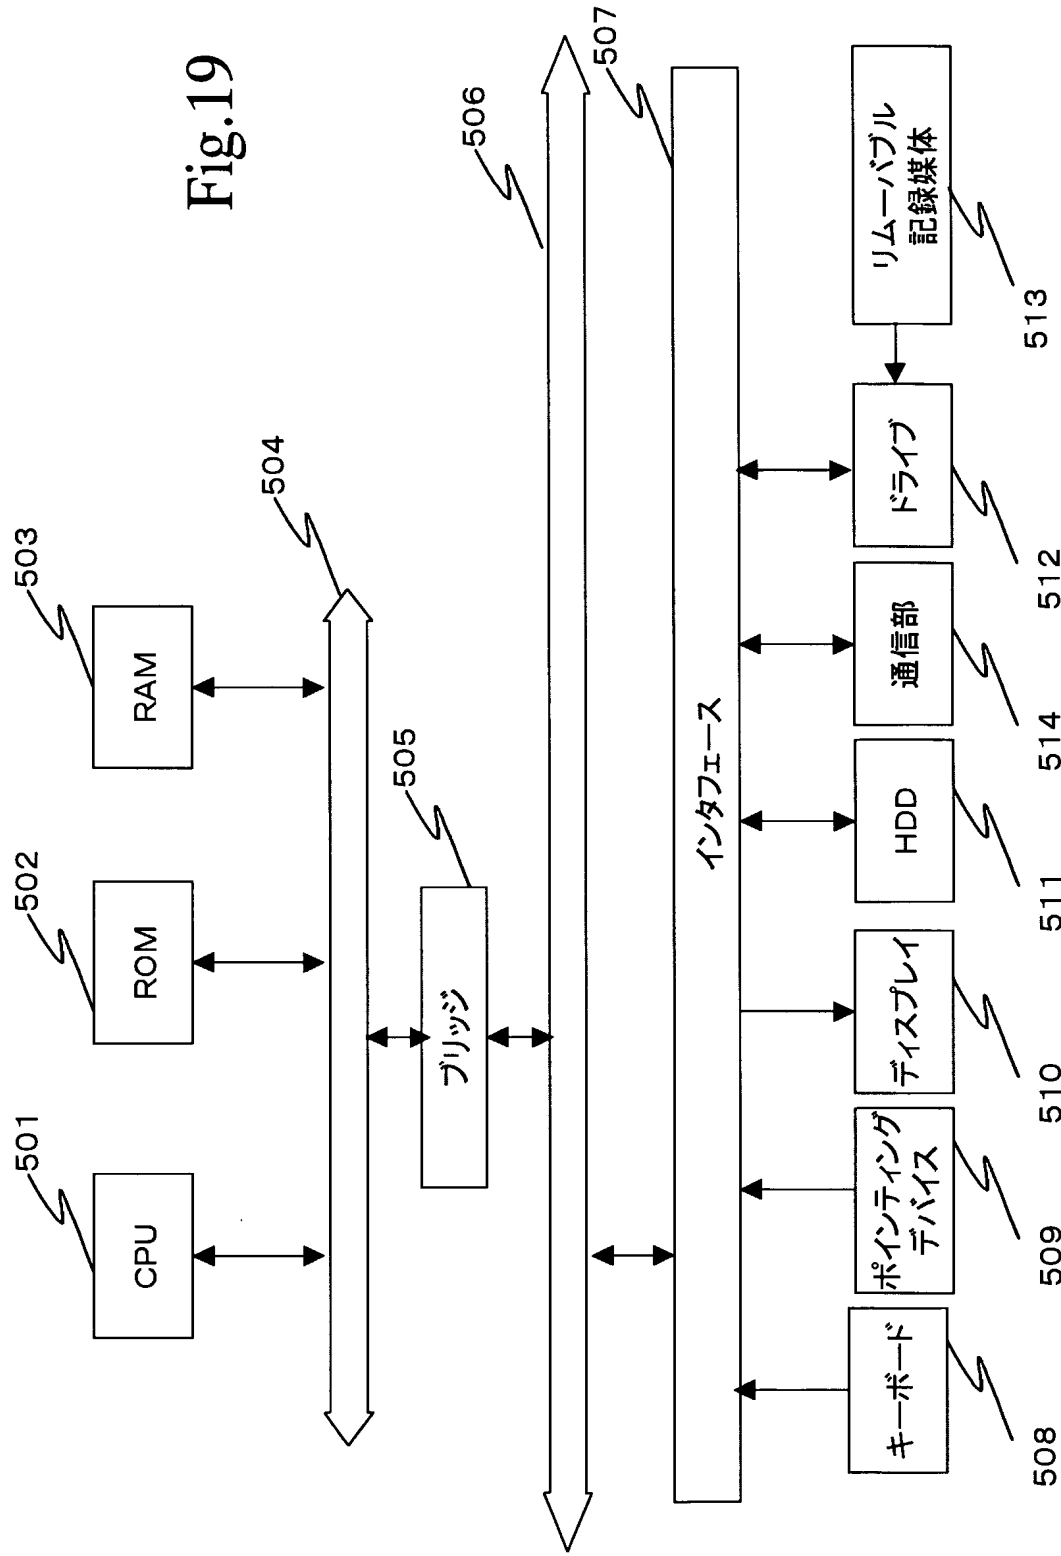 Fig.19
501
502
503
CPU
ROM
RAM
504
505
ブリッジ
506
507
インタフェース
キーボード
ポインティング
デバイス
ディスプレイ
HDD
通信部
ドライブ
リムーバブル
記録媒体
508
509
510
511
514
512
513